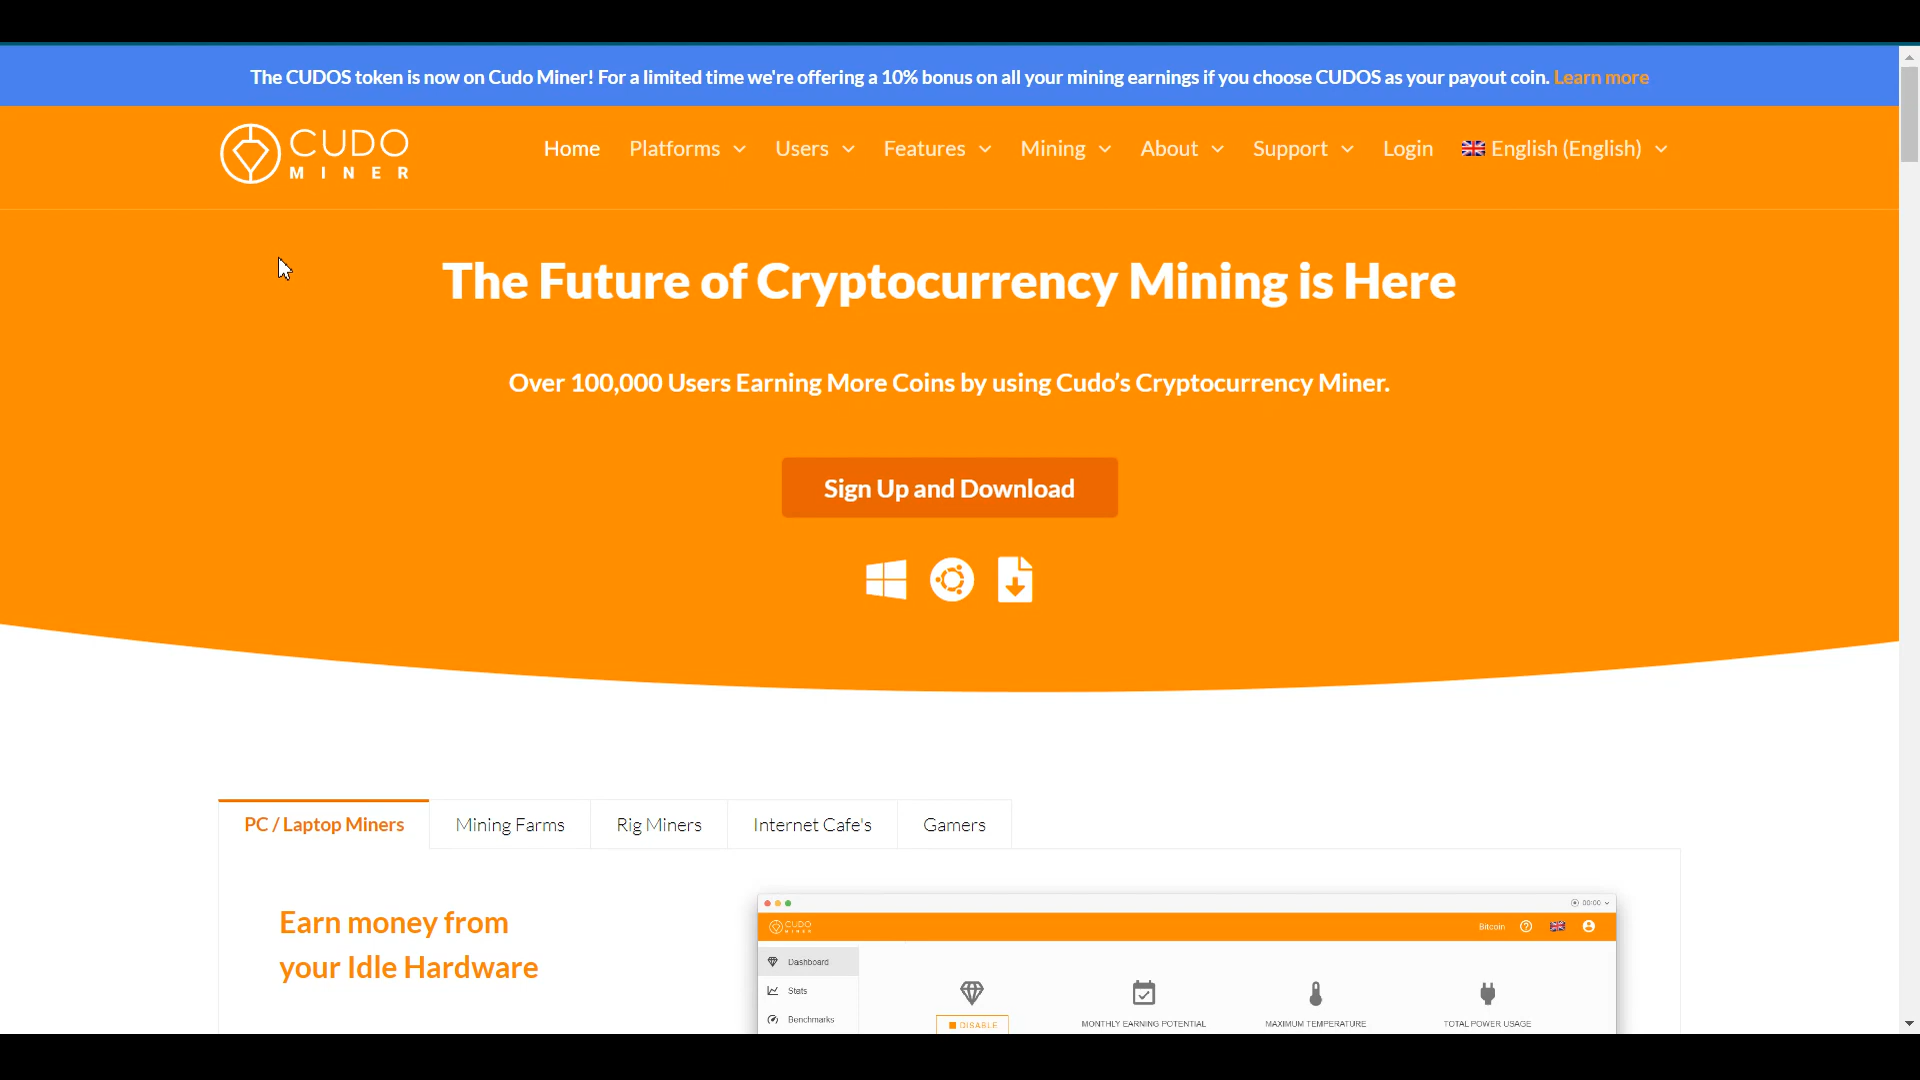 The CUDOS token is now on Cudo Miner! For a limited time we're offering a 10% bonus on all your mining earnings if you choose CUDOS as your payout coin. Learn more
CUDO
MINER
Home Platforms Users Features Mining About Support Login English (English)
The Future of Cryptocurrency Mining is Here
Over 100,000 Users Earning More Coins by using Cudo’s Cryptocurrency Miner.
Sign Up and Download
PC / Laptop Miners Mining Farms Rig Miners Internet Cafe's Gamers
Earn money from
your Idle Hardware
00:00
CUDO
MINER
Bitcoin
Dashboard
Stats
Benchmarks
DISABLE
MONTHLY EARNING POTENTIAL MAXIMUM TEMPERATURE TOTAL POWER USAGE